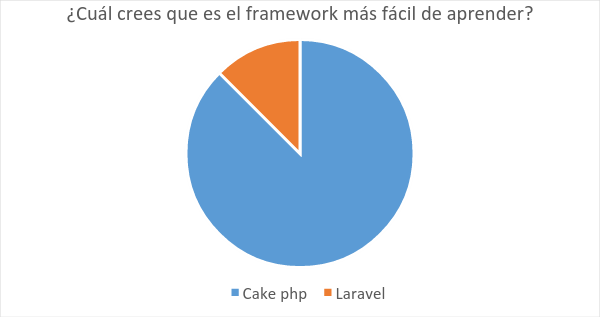 ¿Cuál crees que es el framework más fácil de aprender?
Cake php Laravel